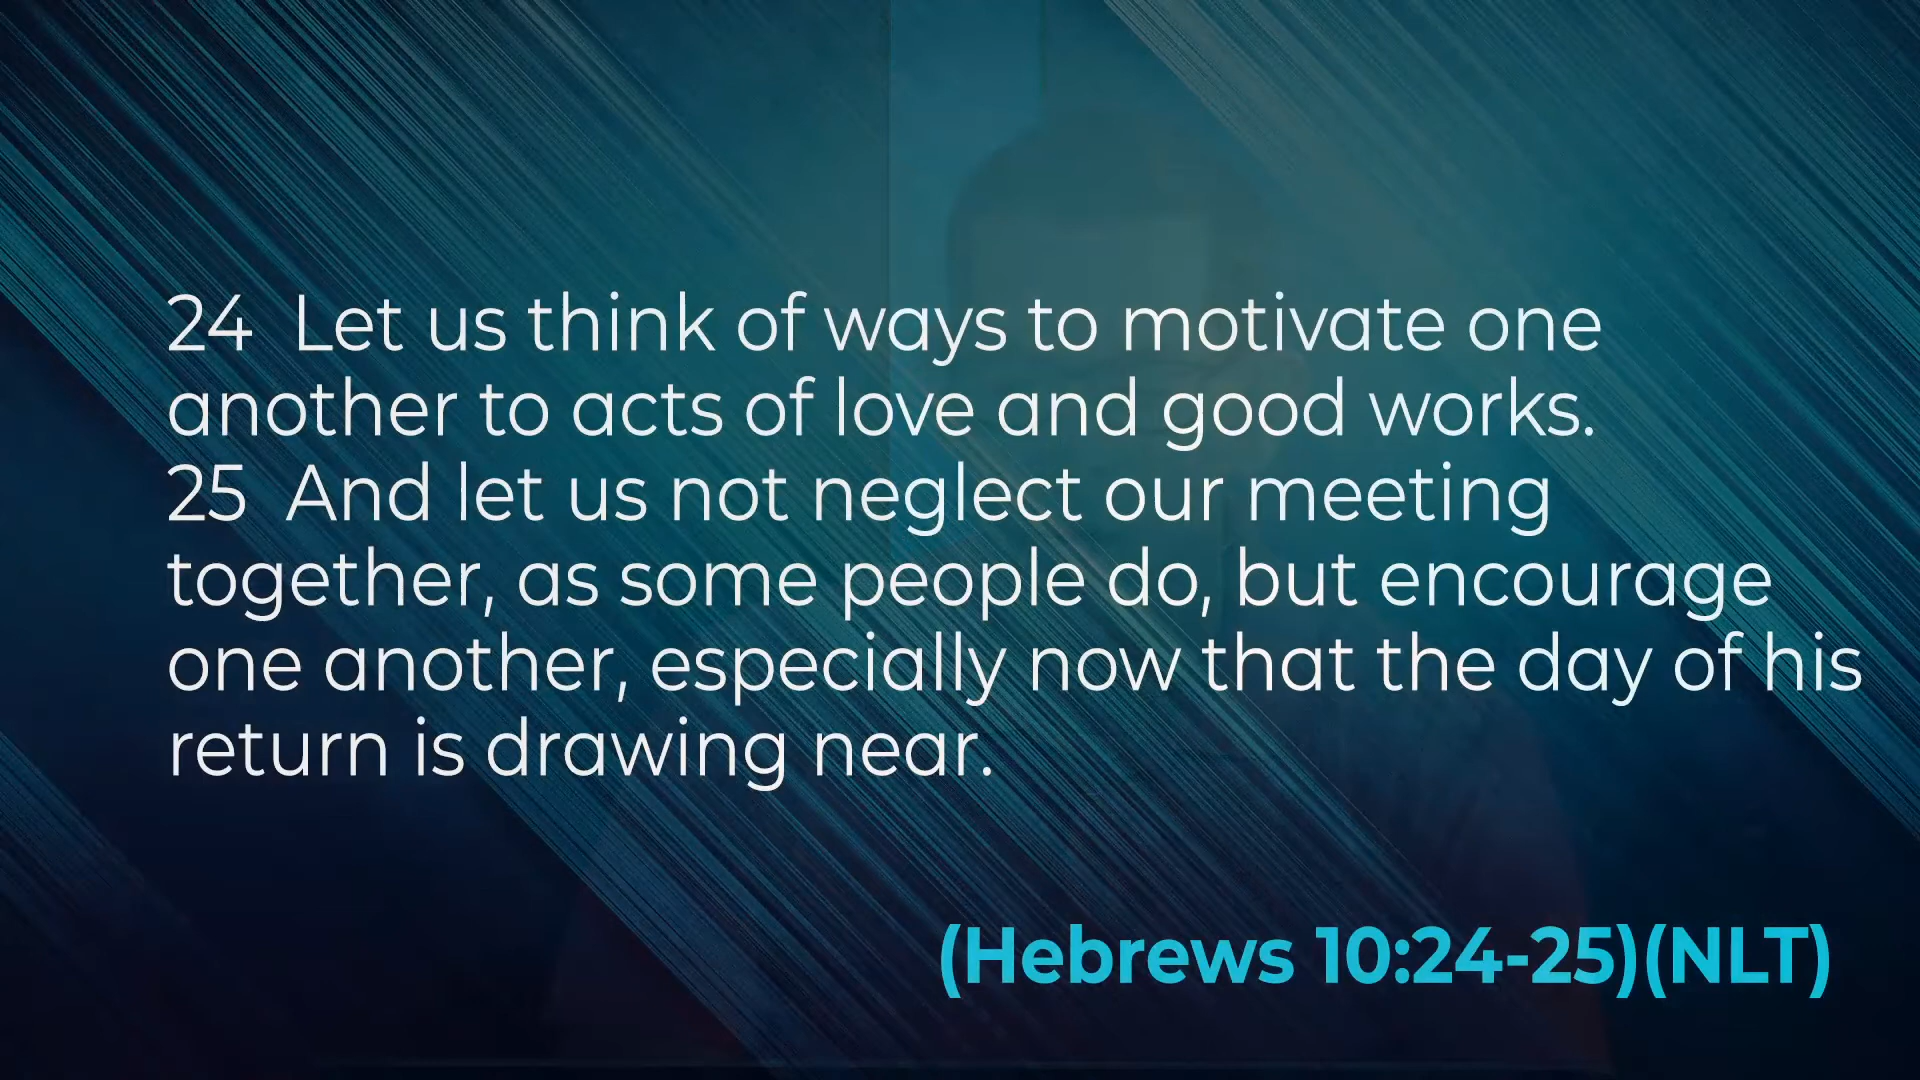 24  Let us think of ways to motivate one
another to acts of love and good works.
25  And let us not neglect our meeting
together, as some people do, but encourage
one another, especially now that the day of his
return is drawing near.
(Hebrews 10:24-25)(NLT)